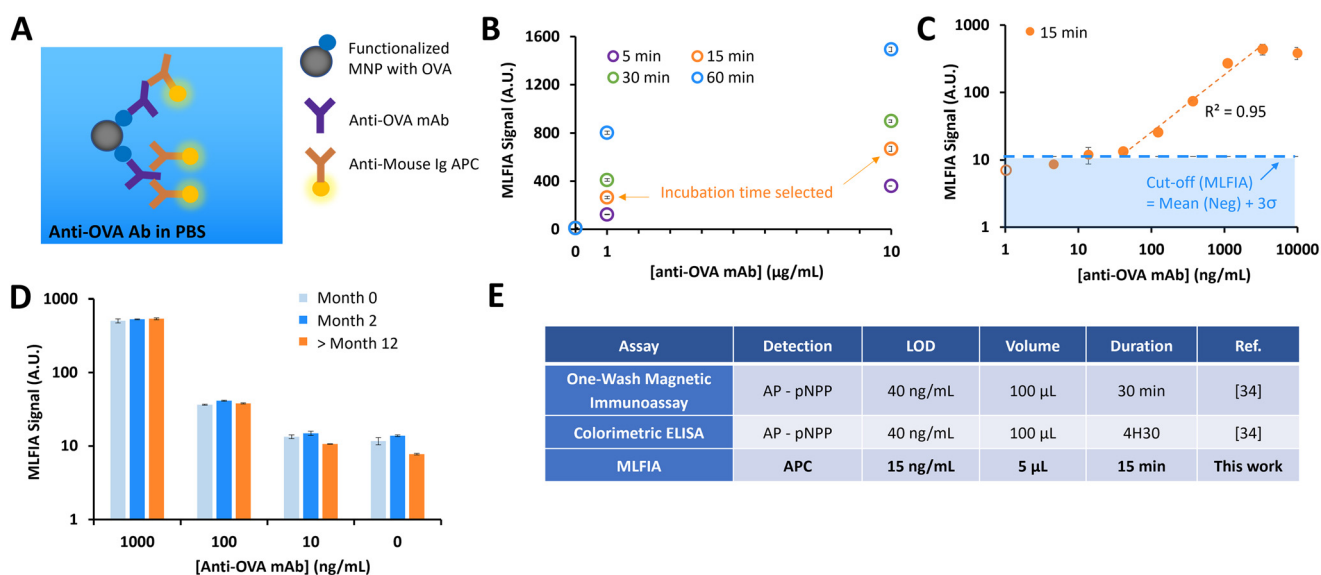 A
Functionalized
MNP with OVA
Anti-OVA mAb
Anti-Mouse Ig APC
Anti-OVA Ab in PBS
B
MLFIA Signal (A.U.)
1600
1200
800
400
0
5 min
15 min
30 min
60 min
Incubation time selected
0
1
10
[anti-OVA mAb] (µg/mL)
C
MLFIA Signal (A.U.)
1000
100
10
1
15 min
R² = 0.95
Cut-off (MLFIA)
= Mean (Neg) + 3σ
1
10
100
1000
10000
[anti-OVA mAb] (ng/mL)
D
MLFIA Signal (A.U.)
1000
100
10
1
Month 0
Month 2
> Month 12
1000
100
10
0
[Anti-OVA mAb] (ng/mL)
E
Assay Detection LOD Volume Duration Ref.
One-Wash Magnetic
Immunoassay
AP - pNPP 40 ng/mL 100 µL 30 min [34]
Colorimetric ELISA AP - pNPP 40 ng/mL 100 µL 4H30 [34]
MLFIA APC 15 ng/mL 5 µL 15 min This work